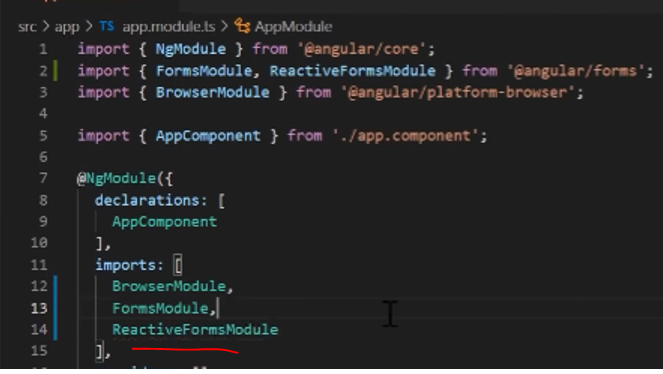 src > app > TS app.module.ts > AppModule
1 import { NgModule } from '@angular/core';
2 import { FormsModule, ReactiveFormsModule } from '@angular/forms';
3 import { BrowserModule } from '@angular/platform-browser';
4
5 import { AppComponent } from './app.component';
6
7 @NgModule({
8 declarations: [
9 AppComponent
10 ],
11 imports: [
12 BrowserModule,
13 FormsModule,
14 ReactiveFormsModule
15 ],